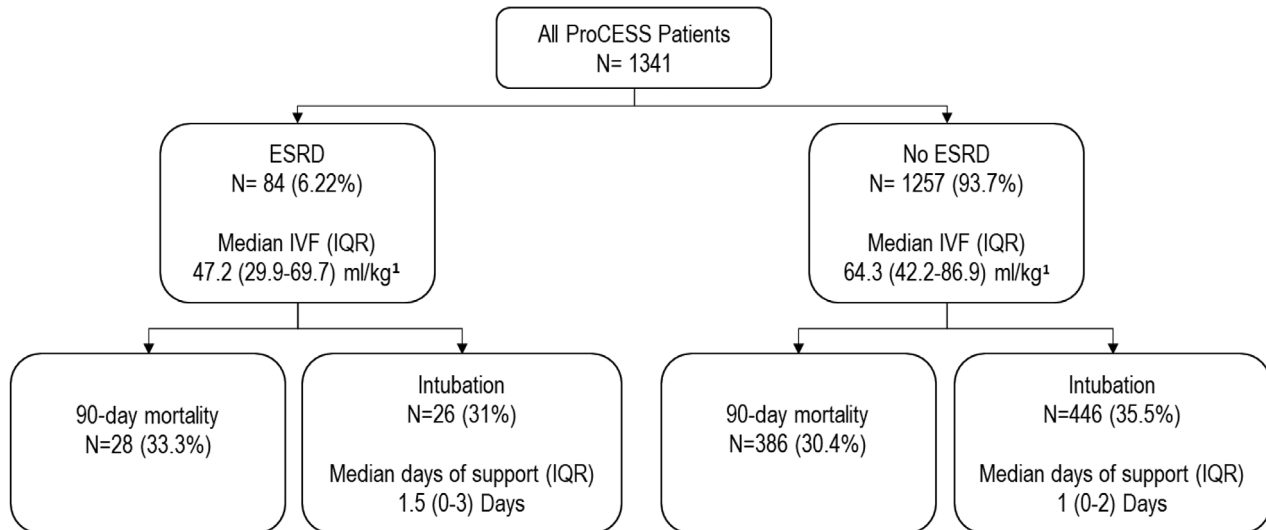 All ProCESS Patients
N= 1341
ESRD
N= 84 (6.22%)
Median IVF (IQR)
47.2 (29.9-69.7) ml/kg¹
No ESRD
N= 1257 (93.7%)
Median IVF (IQR)
64.3 (42.2-86.9) ml/kg¹
90-day mortality
N=28 (33.3%)
Intubation
N=26 (31%)
Median days of support (IQR)
1.5 (0-3) Days
90-day mortality
N=386 (30.4%)
Intubation
N=446 (35.5%)
Median days of support (IQR)
1 (0-2) Days